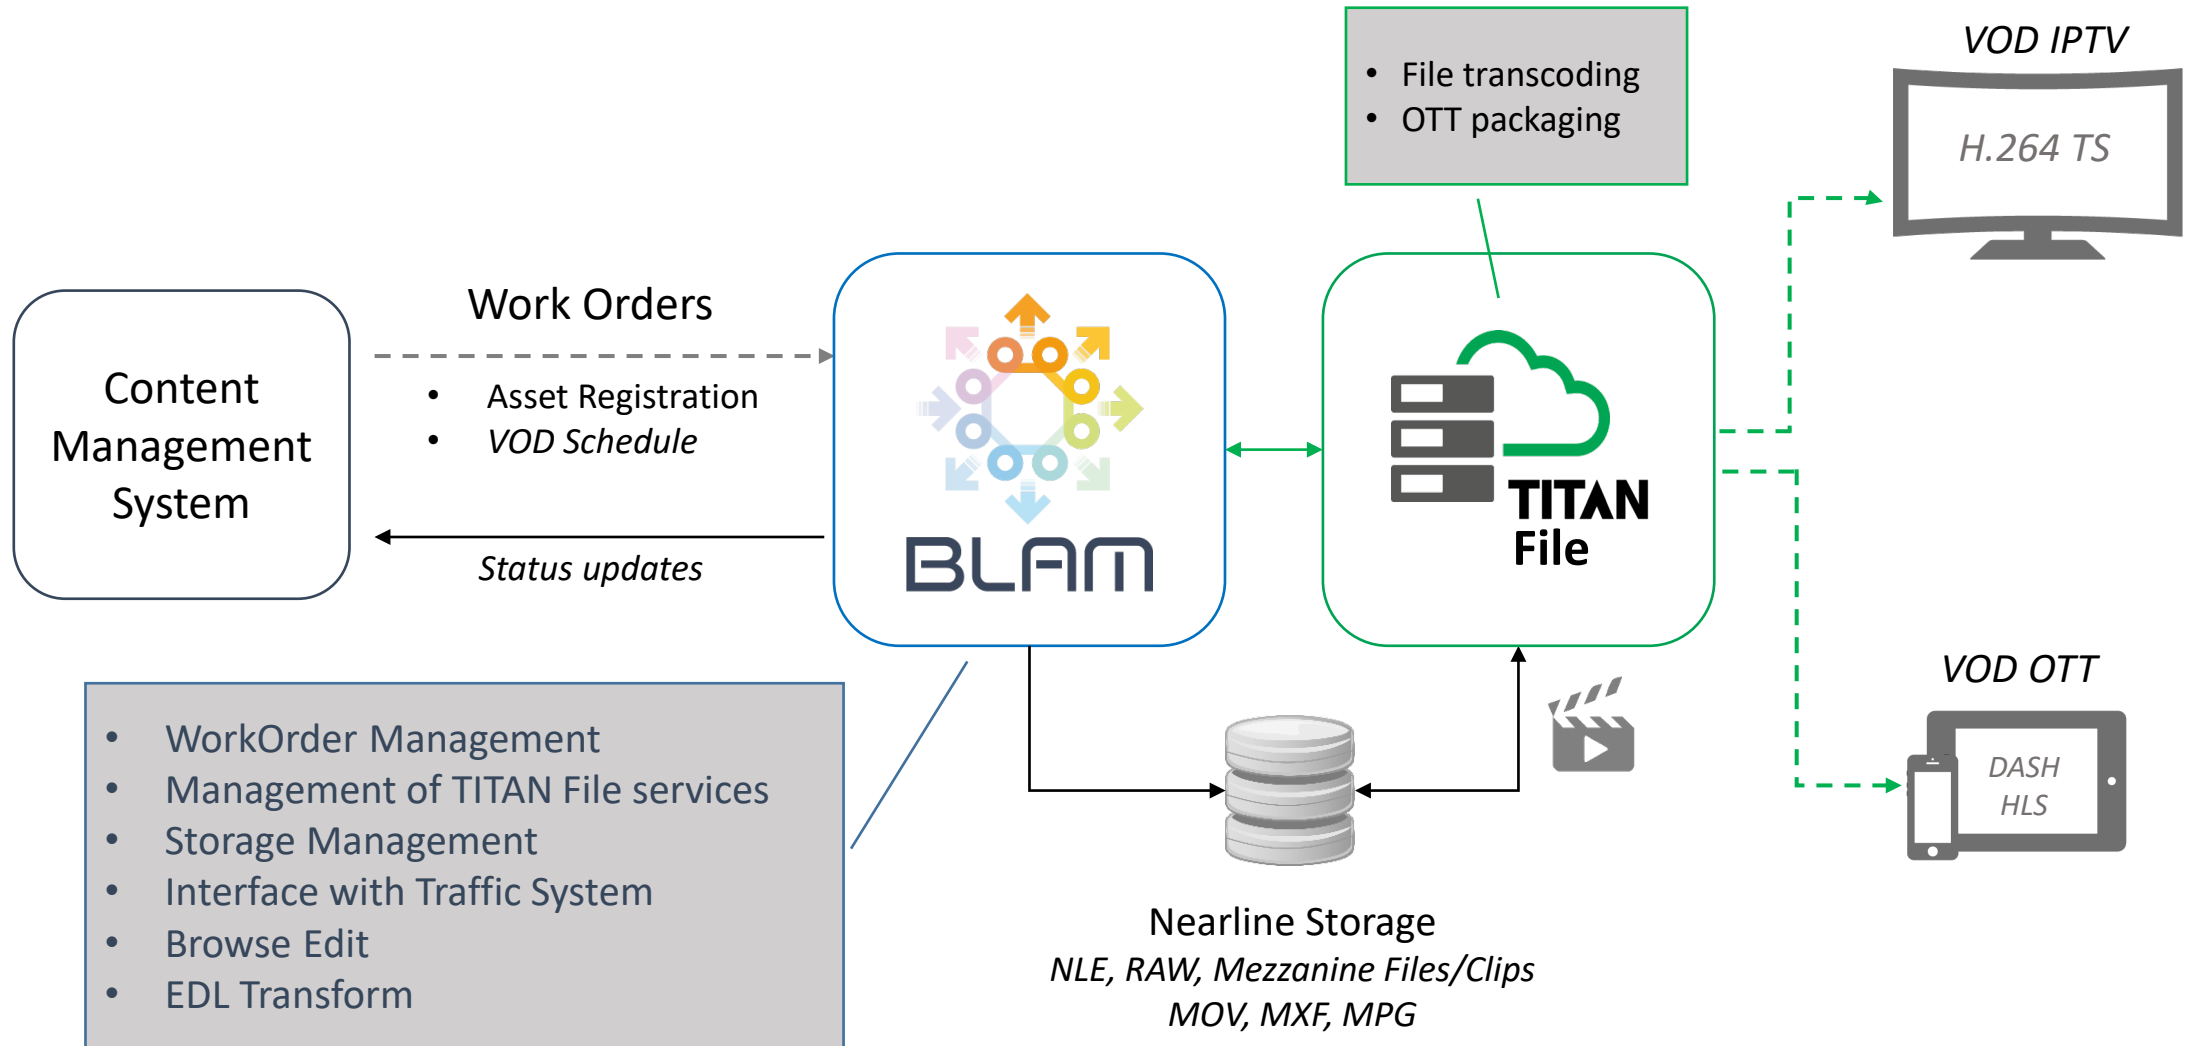 VOD IPTV
• File transcoding
• OTT packaging
H.264 TS
Work Orders
Content
Management
System
• Asset Registration
• VOD Schedule
Status updates
BLAM
TITAN
File
• WorkOrder Management
• Management of TITAN File services
• Storage Management
• Interface with Traffic System
• Browse Edit
• EDL Transform
VOD OTT
DASH
HLS
Nearline Storage
NLE, RAW, Mezzanine Files/Clips
MOV, MXF, MPG